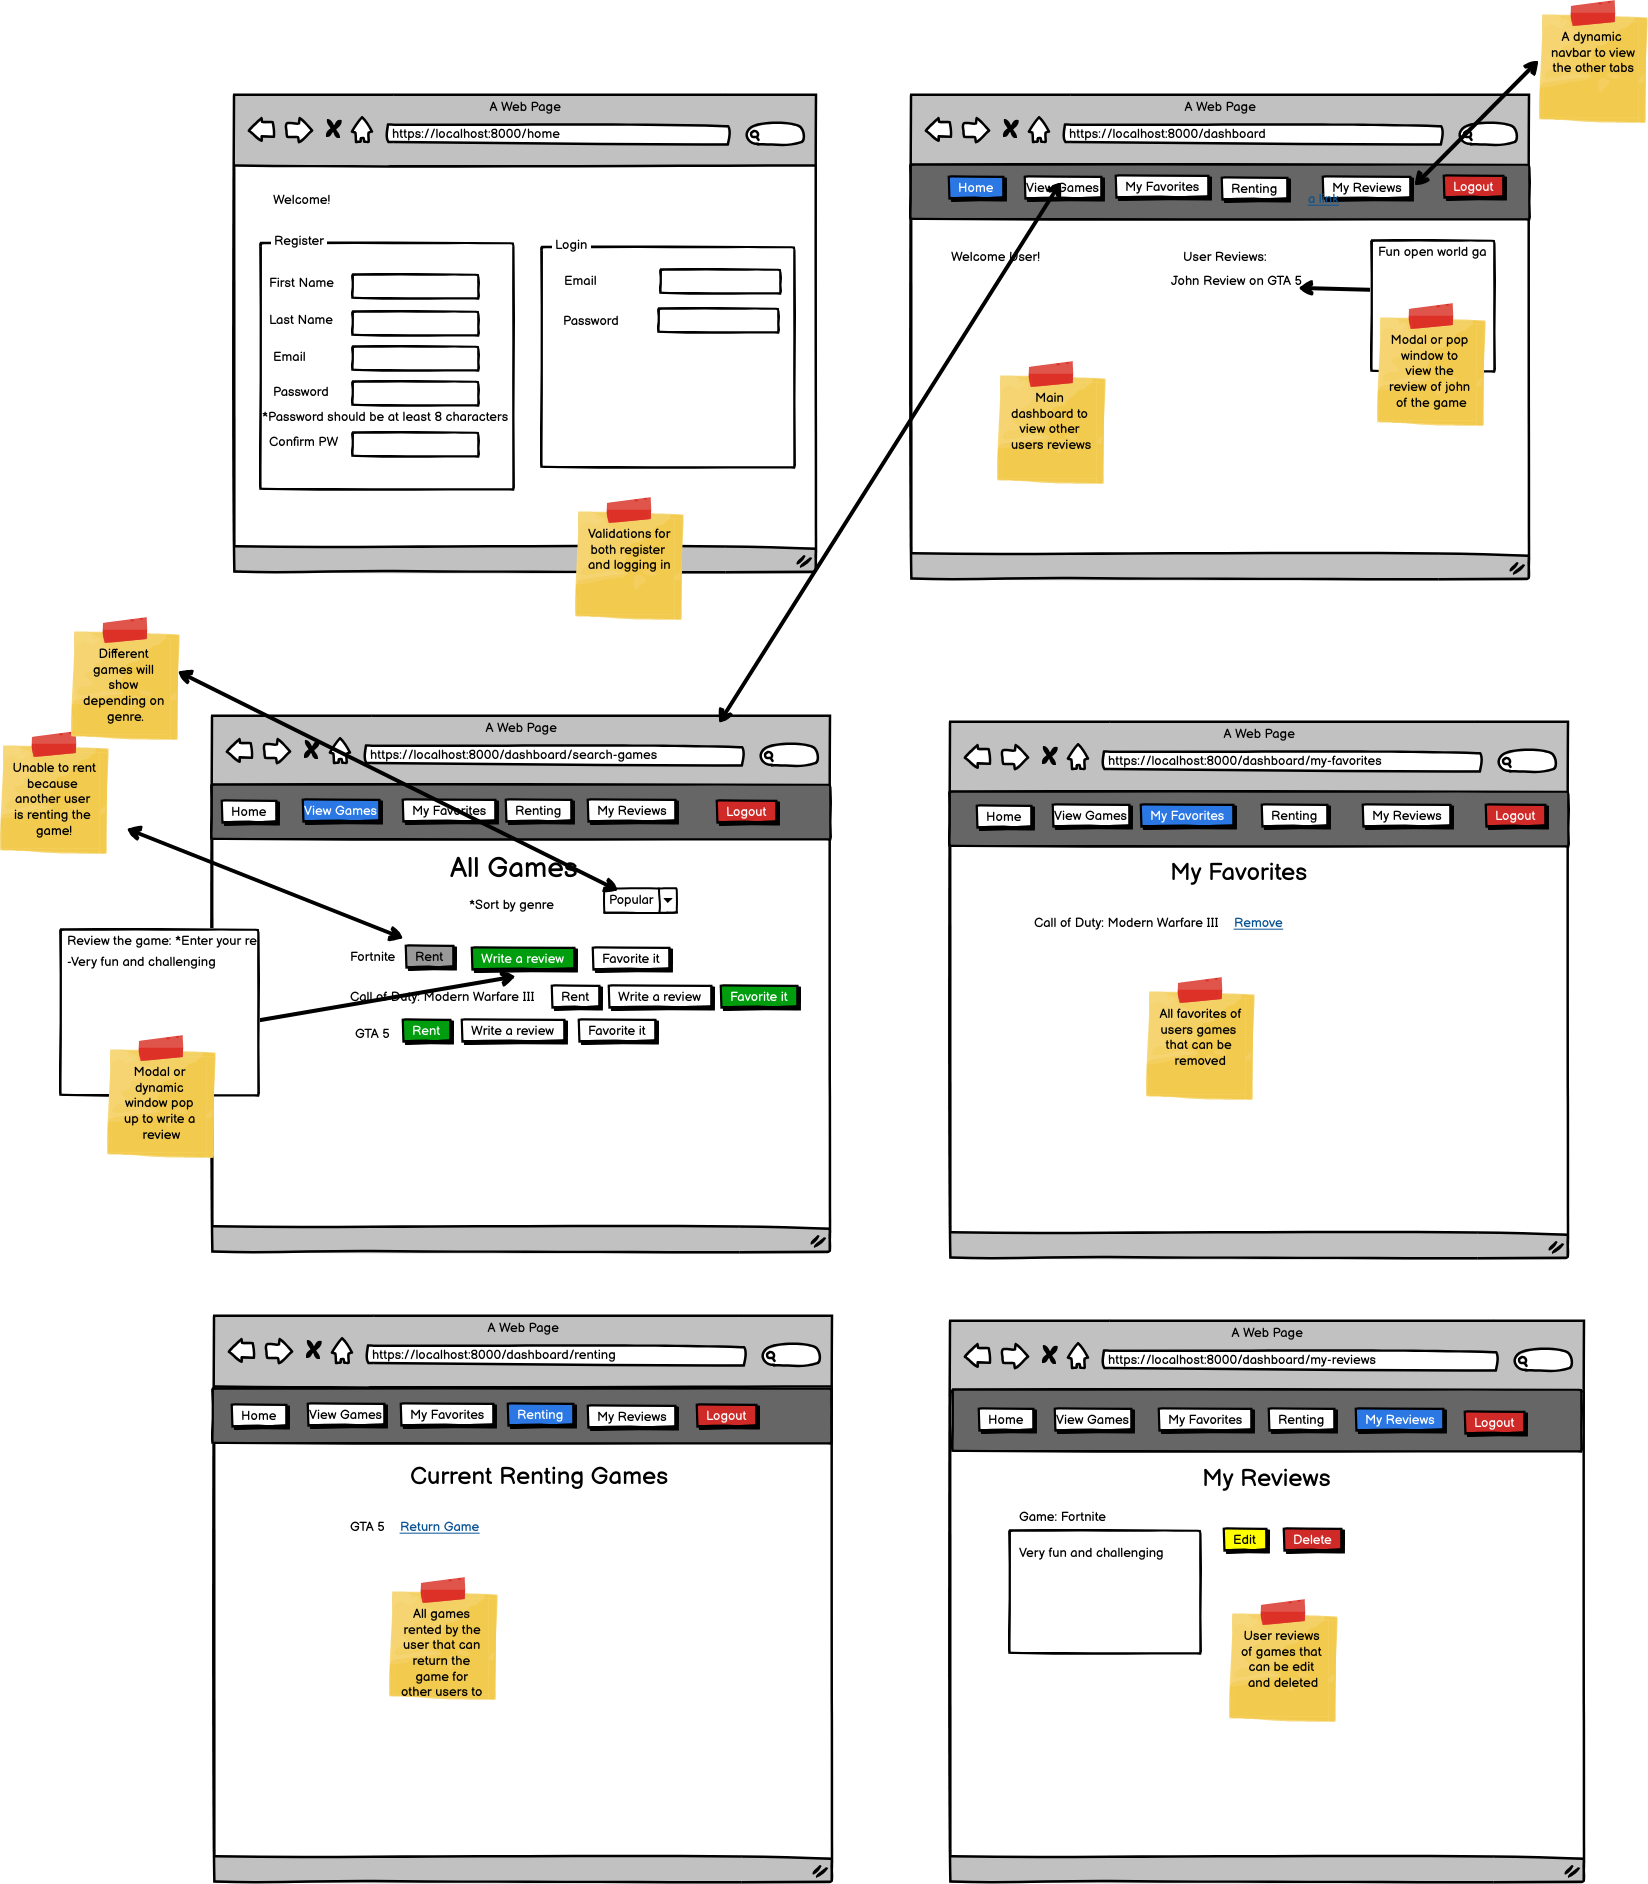 A dynamic
navbar to view
the other tabs
A Web Page
https://localhost:8000/home
Welcome!
Register
First Name
Last Name
Email
Password
*Password should be at least 8 characters
Confirm PW
Login
Email
Password
Validations for
both register
and logging in
A Web Page
https://localhost:8000/dashboard
Home
View Games
My Favorites
Renting
a link
My Reviews
Logout
Welcome User!
User Reviews:
John Review on GTA 5
Fun open world ga
Modal or pop
window to
view the
review of john
of the game
Main
dashboard to
view other
users reviews
Different
games will
show
depending on
genre.
Unable to rent
because
another user
is renting the
game!
A Web Page
https://localhost:8000/dashboard/search-games
Home
View Games
My Favorites
Renting
My Reviews
Logout
All Games
*Sort by genre
Popular
Fortnite
Rent
Write a review
Favorite it
Call of Duty: Modern Warfare III
Rent
Write a review
Favorite it
GTA 5
Rent
Write a review
Favorite it
Review the game: *Enter your re
-Very fun and challenging
Modal or
dynamic
window pop
up to write a
review
A Web Page
https://localhost:8000/dashboard/my-favorites
Home
View Games
My Favorites
Renting
My Reviews
Logout
My Favorites
Call of Duty: Modern Warfare III
Remove
All favorites of
users games
that can be
removed
A Web Page
https://localhost:8000/dashboard/renting
Home
View Games
My Favorites
Renting
My Reviews
Logout
Current Renting Games
GTA 5
Return Game
All games
rented by the
user that can
return the
game for
other users to
A Web Page
https://localhost:8000/dashboard/my-reviews
Home
View Games
My Favorites
Renting
My Reviews
Logout
My Reviews
Game: Fortnite
Very fun and challenging
Edit
Delete
User reviews
of games that
can be edit
and deleted